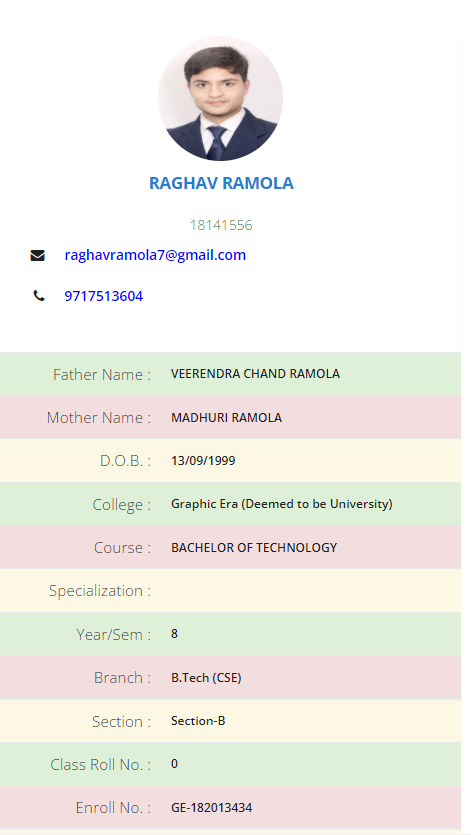 RAGHAV RAMOLA
18141556
raghavramola7@gmail.com
9717513604
Father Name : VEERENDRA CHAND RAMOLA
Mother Name : MADHURI RAMOLA
D.O.B. : 13/09/1999
College : Graphic Era (Deemed to be University)
Course : BACHELOR OF TECHNOLOGY
Specialization :
Year/Sem : 8
Branch : B.Tech (CSE)
Section : Section-B
Class Roll No. : 0
Enroll No. : GE-182013434